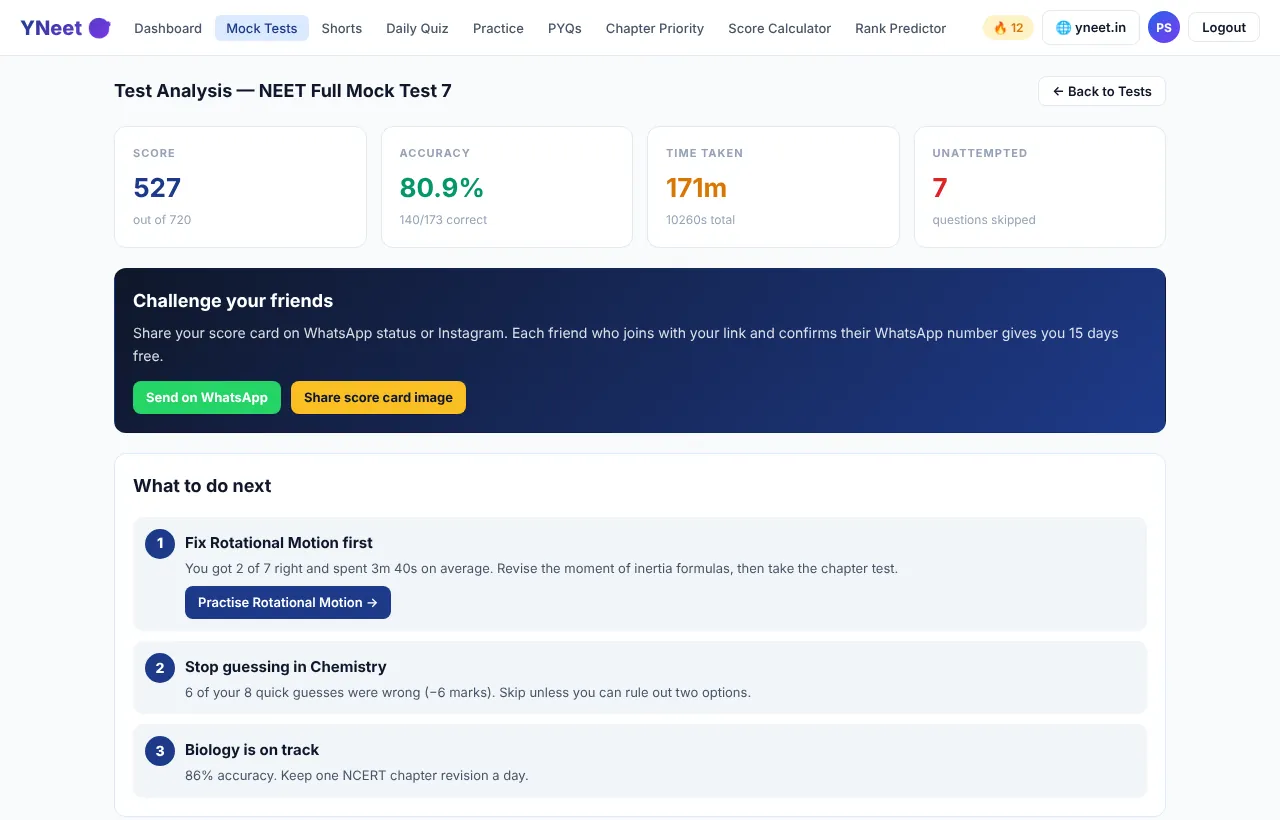 YNeet
Dashboard
Mock Tests
Shorts
Daily Quiz
Practice
PYQs
Chapter Priority
Score Calculator
Rank Predictor
🔥 12
🌐 yneet.in
PS
Logout
Test Analysis — NEET Full Mock Test 7
← Back to Tests
SCORE
527
out of 720
ACCURACY
80.9%
140/173 correct
TIME TAKEN
171m
10260s total
UNATTEMPTED
7
questions skipped
Challenge your friends
Share your score card on WhatsApp status or Instagram. Each friend who joins with your link and confirms their WhatsApp number gives you 15 days
free.
Send on WhatsApp
Share score card image
What to do next
1
Fix Rotational Motion first
You got 2 of 7 right and spent 3m 40s on average. Revise the moment of inertia formulas, then take the chapter test.
Practise Rotational Motion →
2
Stop guessing in Chemistry
6 of your 8 quick guesses were wrong (−6 marks). Skip unless you can rule out two options.
3
Biology is on track
86% accuracy. Keep one NCERT chapter revision a day.